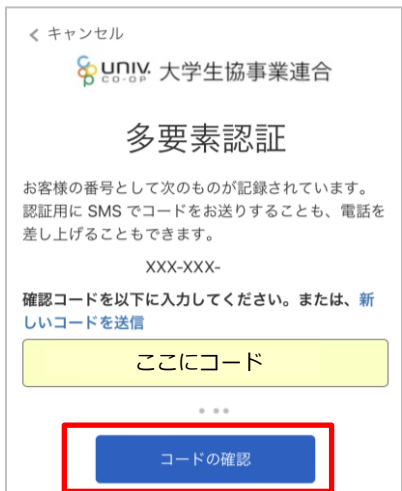 キャンセル
UNIV. CO-OP 大学生協事業連合
多要素認証
お客様の番号として次のものが記録されています。
認証用に SMS でコードをお送りすることも、電話を
差し上げることもできます。
XXX-XXX-
確認コードを以下に入力してください。または、新
しいコードを送信
ここにコード
コードの確認